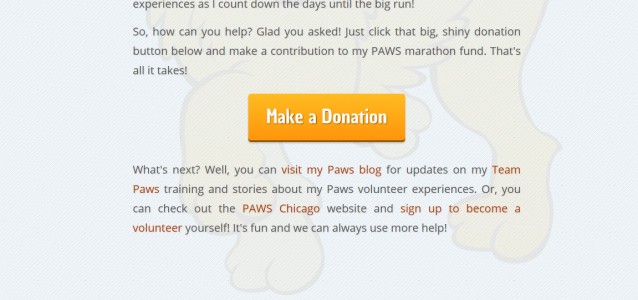 experiences as I count down the days until the big run!
So, how can you help? Glad you asked! Just click that big, shiny donation
button below and make a contribution to my PAWS marathon fund. That's
all it takes!
Make a Donation
What's next? Well, you can visit my Paws blog for updates on my Team
Paws training and stories about my Paws volunteer experiences. Or, you
can check out the PAWS Chicago website and sign up to become a
volunteer yourself! It's fun and we can always use more help!